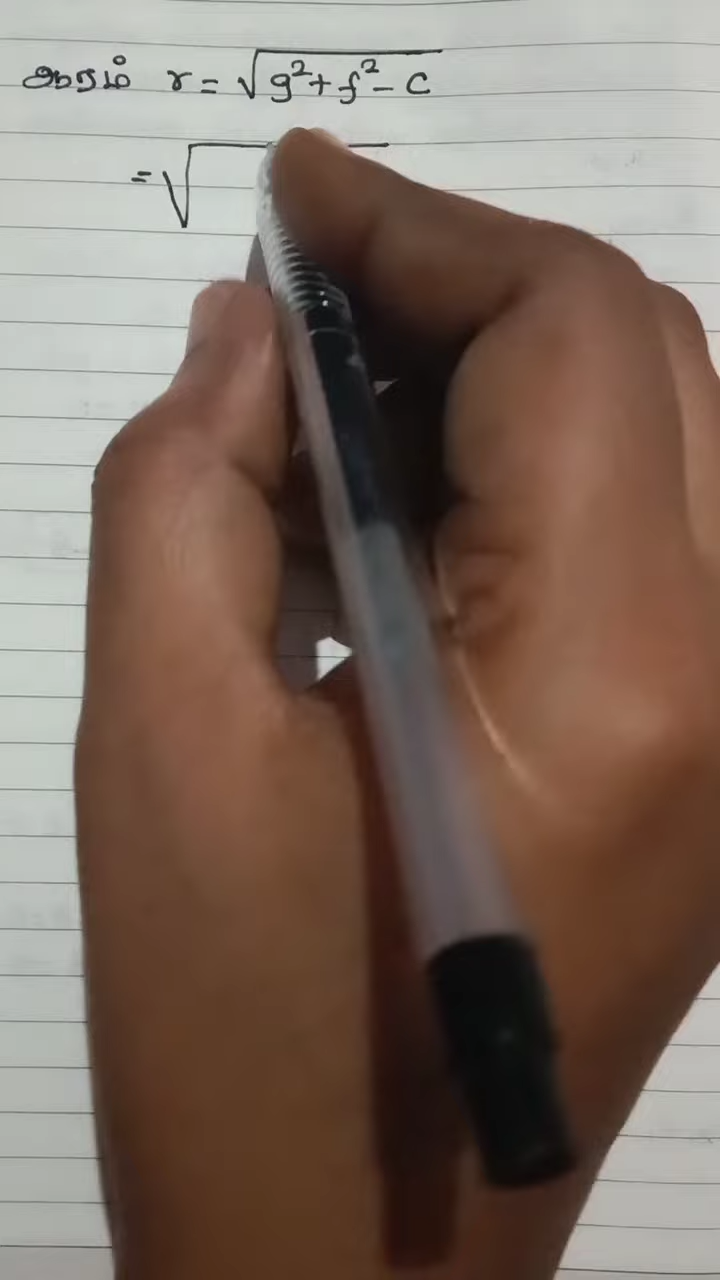 ஆரம் r = √g²+f²-c
= √